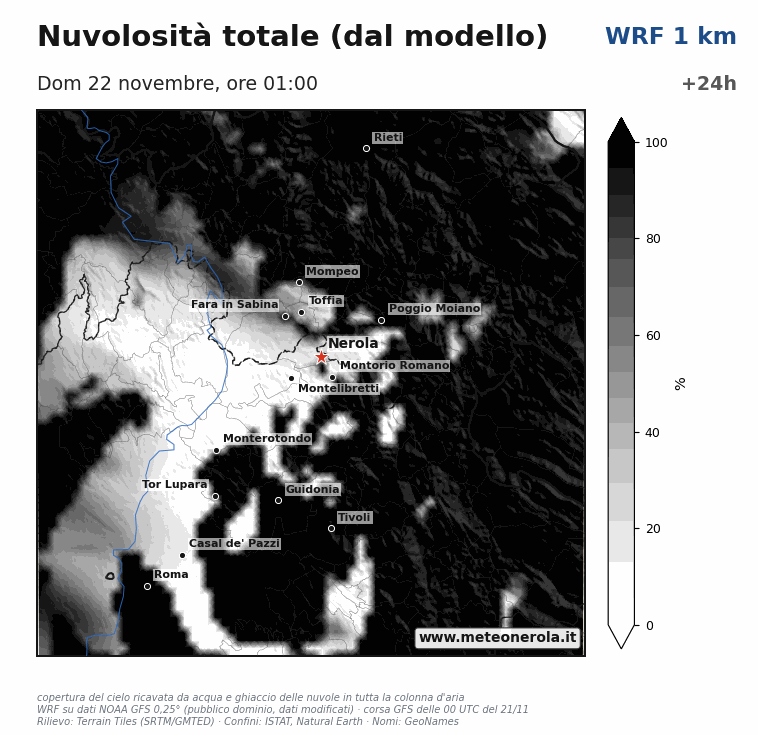 Nuvolosità totale (dal modello)
WRF 1 km
Dom 22 novembre, ore 01:00
+24h
Rieti
Mompeo
Toffia
Fara in Sabina
Poggio Moiano
Nerola
Montorio Romano
Montelibretti
Monterotondo
Tor Lupara
Guidonia
Tivoli
Casal de' Pazzi
Roma
www.meteonerola.it
100
80
60
40
20
0
%
copertura del cielo ricavata da acqua e ghiaccio delle nuvole in tutta la colonna d'aria
WRF su dati NOAA GFS 0,25° (pubblico dominio, dati modificati) · corsa GFS delle 00 UTC del 21/11
Rilievo: Terrain Tiles (SRTM/GMTED) · Confini: ISTAT, Natural Earth · Nomi: GeoNames